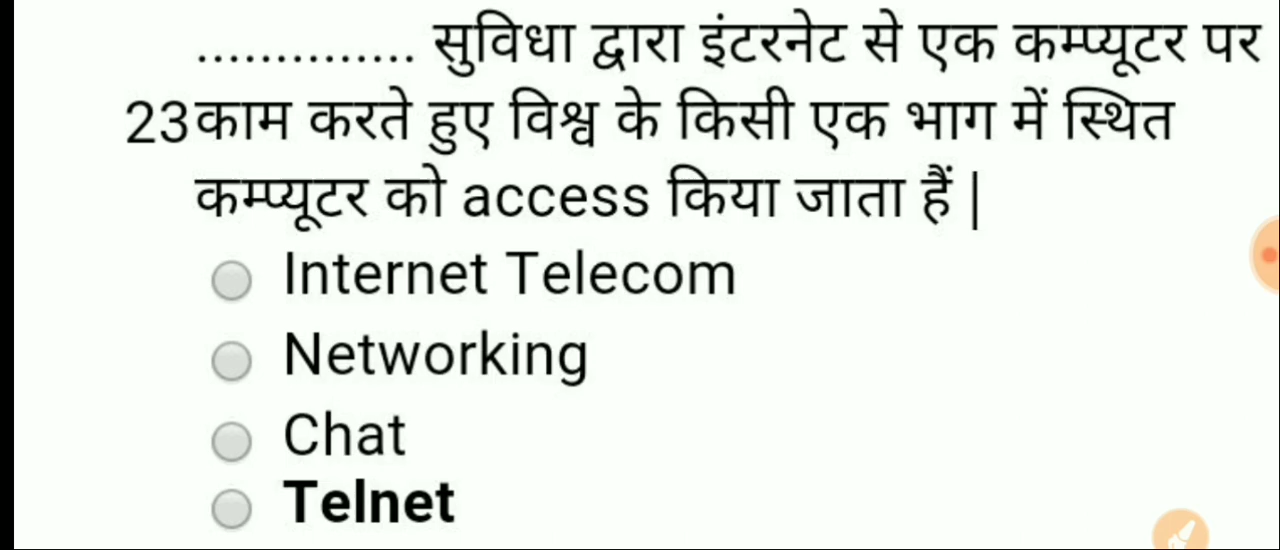 .............. सुविधा द्वारा इंटरनेट से एक कम्प्यूटर पर
23काम करते हुए विश्व के किसी एक भाग में स्थित
कम्प्यूटर को access किया जाता हैं |
Internet Telecom
Networking
Chat
Telnet